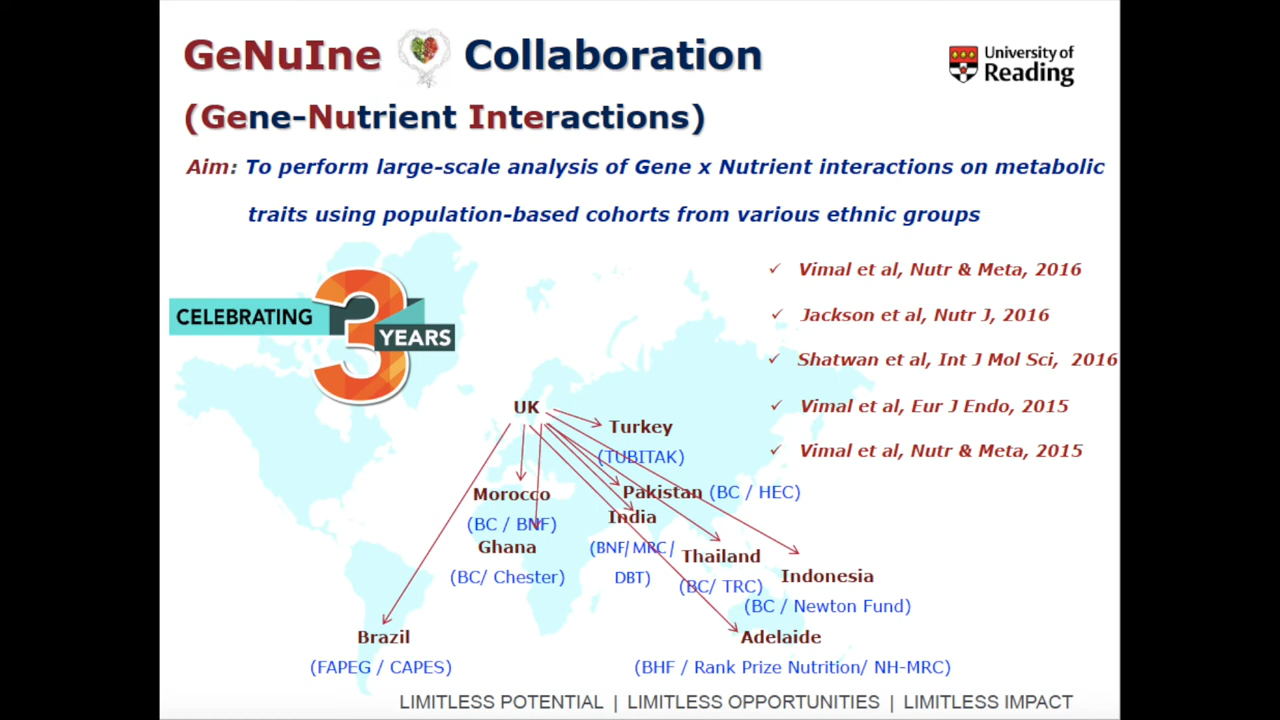 GeNuIne Collaboration
University of
Reading
(Gene-Nutrient Interactions)
Aim: To perform large-scale analysis of Gene x Nutrient interactions on metabolic
traits using population-based cohorts from various ethnic groups
✓ Vimal et al, Nutr & Meta, 2016
CELEBRATING
3
YEARS
✓ Jackson et al, Nutr J, 2016
✓ Shatwan et al, Int J Mol Sci, 2016
✓ Vimal et al, Eur J Endo, 2015
✓ Vimal et al, Nutr & Meta, 2015
UK
Turkey
(TUBITAK)
Morocco
(BC / BNF)
Pakistan (BC / HEC)
India
(BNF/MRC/
DBT)
Ghana
(BC/ Chester)
Thailand
(BC/ TRC)
Indonesia
(BC / Newton Fund)
Brazil
(FAPEG / CAPES)
Adelaide
(BHF / Rank Prize Nutrition/ NH-MRC)
LIMITLESS POTENTIAL | LIMITLESS OPPORTUNITIES | LIMITLESS IMPACT